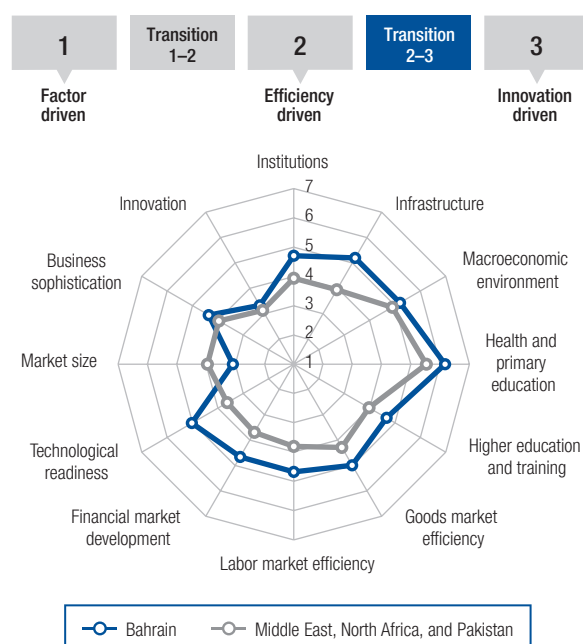 1
Transition
1–2
2
Transition
2–3
3
Factor
driven
Efficiency
driven
Innovation
driven
Institutions
7
6
5
4
3
2
1
Infrastructure
Macroeconomic
environment
Health and
primary
education
Higher education
and training
Goods market
efficiency
Labor market efficiency
Financial market
development
Technological
readiness
Market size
Business
sophistication
Innovation
Bahrain
Middle East, North Africa, and Pakistan